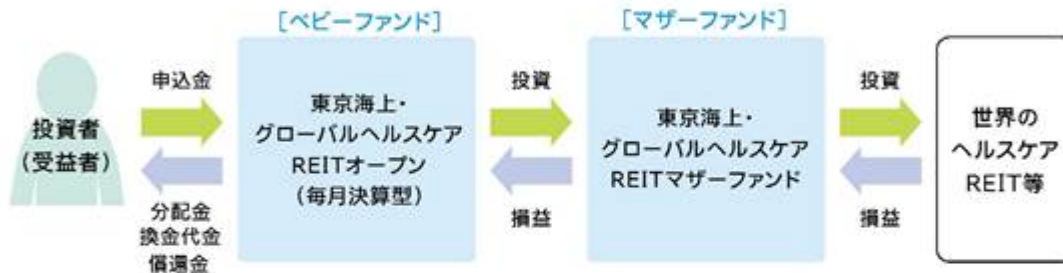 [ベビーファンド]
[マザーファンド]
投資者
(受益者)
申込金
分配金
換金代金
償還金
東京海上・
グローバルヘルスケア
REITオープン
(毎月決算型)
投資
損益
東京海上・
グローバルヘルスケア
REITマザーファンド
投資
損益
世界の
ヘルスケア
REIT等